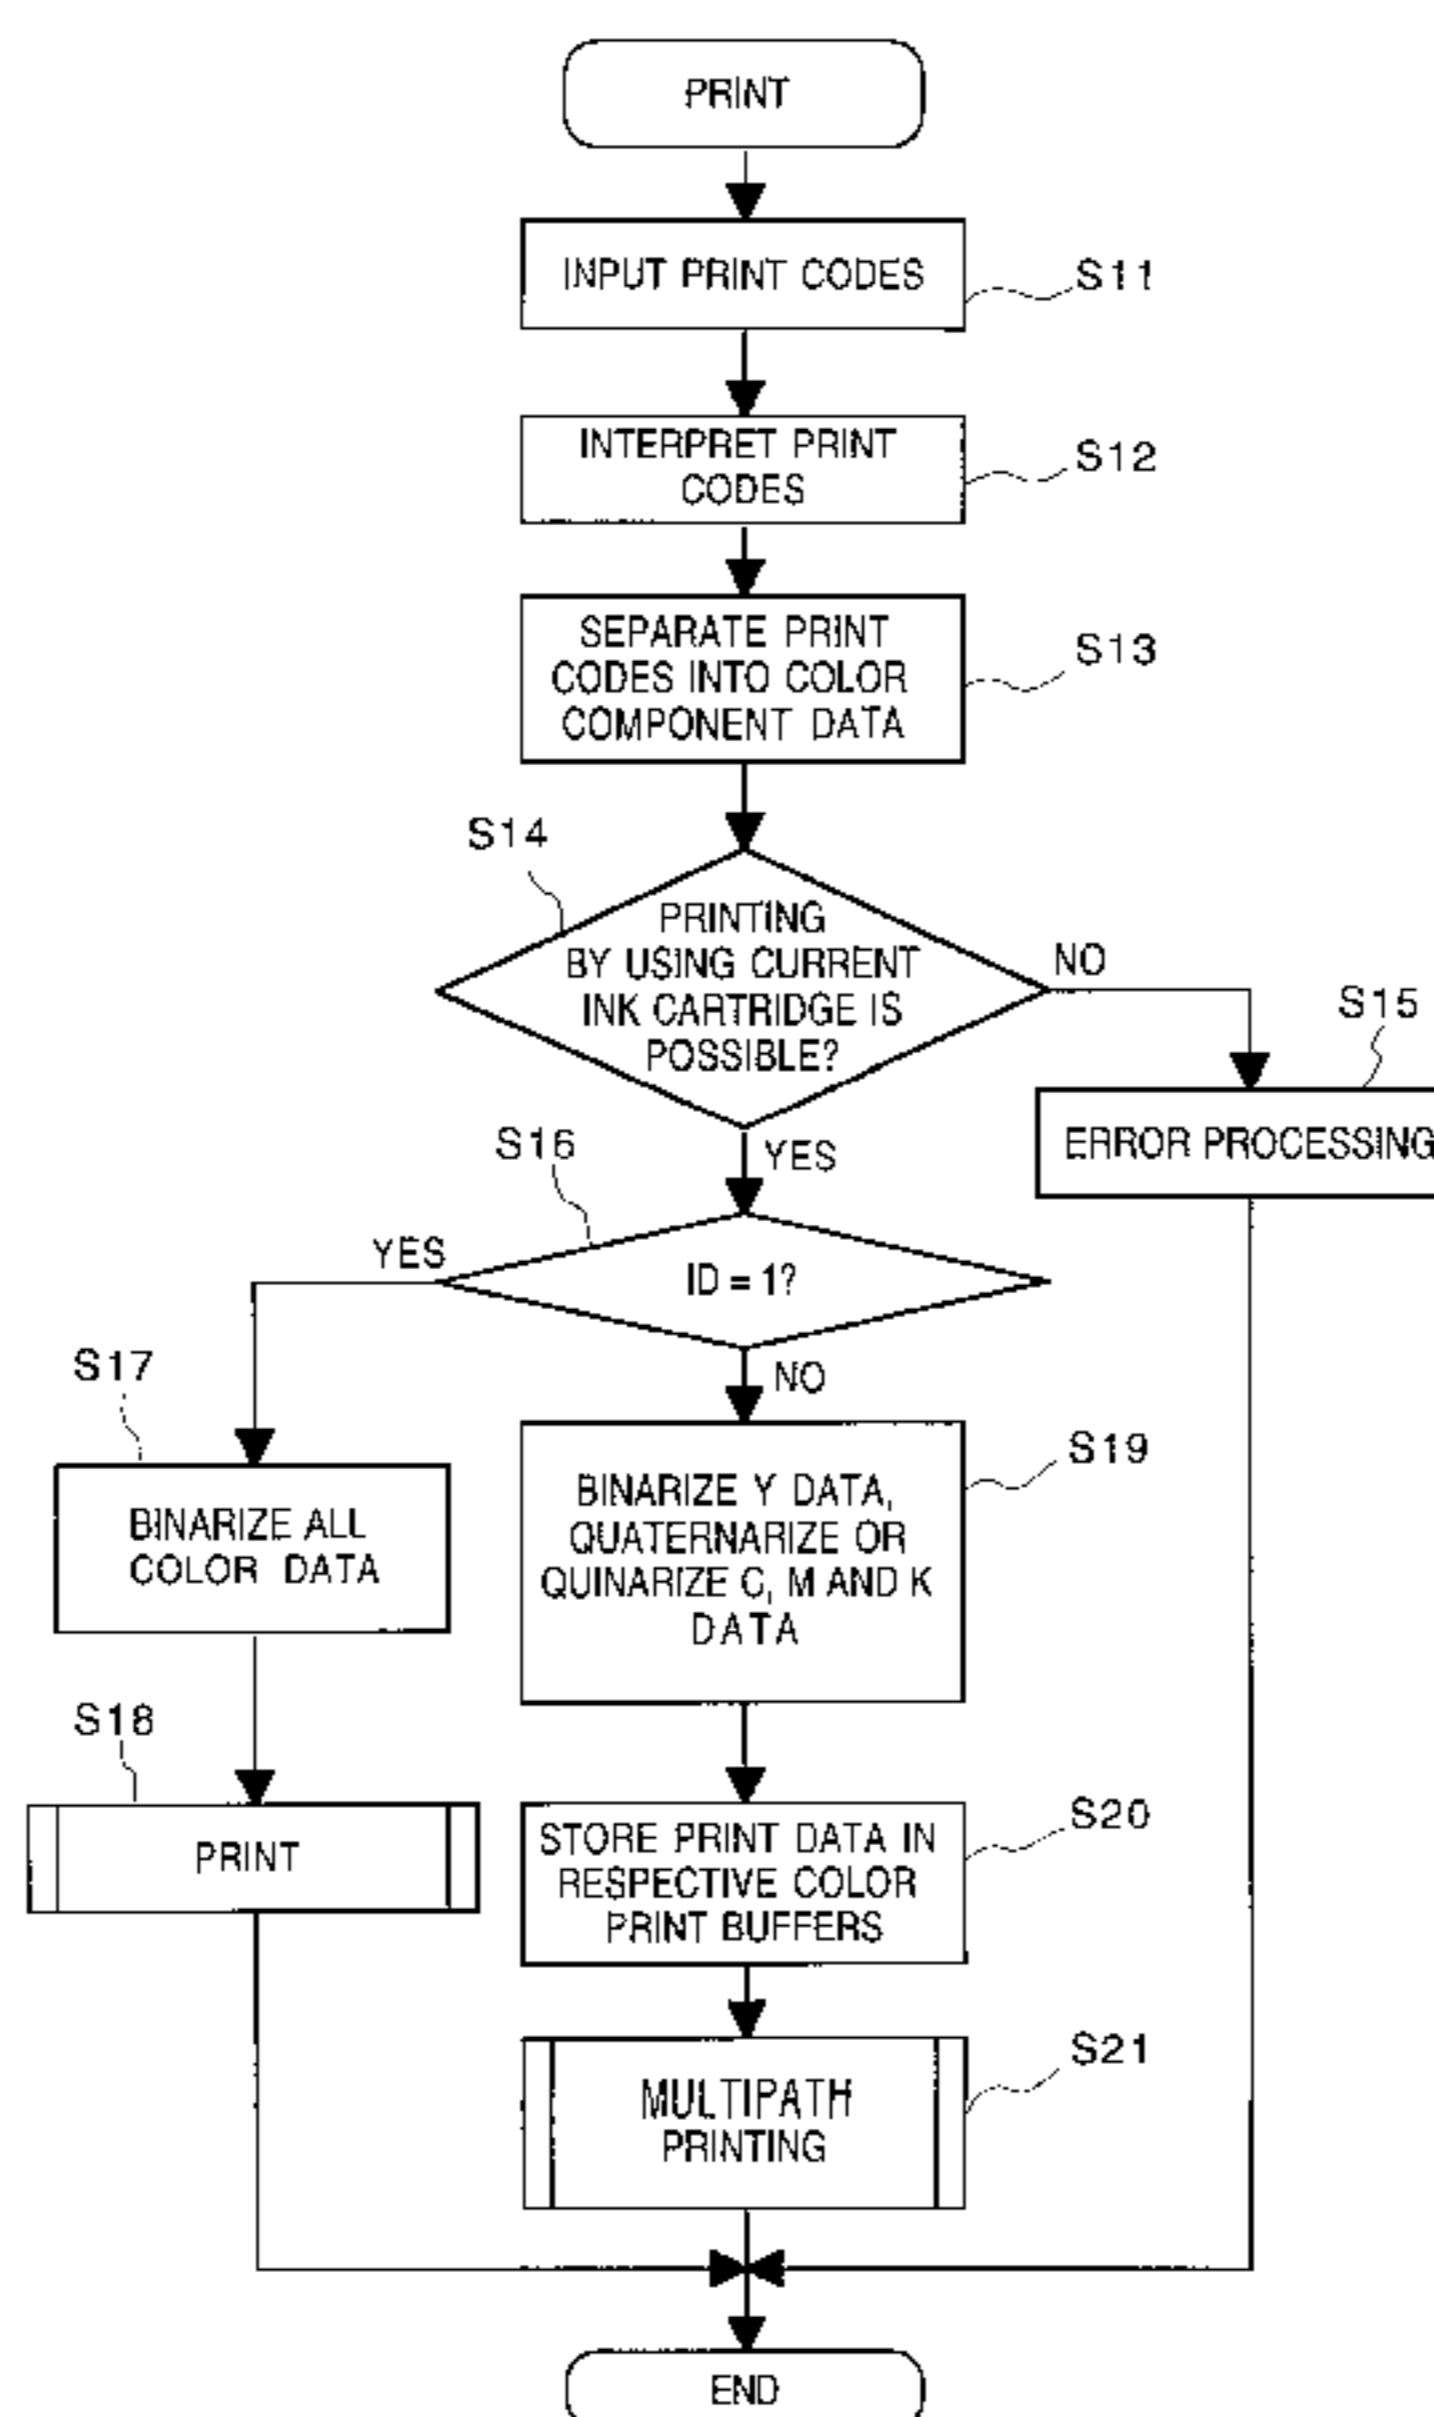 PRINT
INPUT PRINT CODES
S11
INTERPRET PRINT
CODES
S12
SEPARATE PRINT
CODES INTO COLOR
COMPONENT DATA
S13
S14
PRINTING
BY USING CURRENT
INK CARTRIDGE IS
POSSIBLE?
NO
S15
ERROR PROCESSING
YES
S16
ID = 1?
YES
NO
S17
BINARIZE ALL
COLOR DATA
S19
BINARIZE Y DATA,
QUATERNARIZE OR
QUINARIZE C, M AND K
DATA
S18
PRINT
S20
STORE PRINT DATA IN
RESPECTIVE COLOR
PRINT BUFFERS
S21
MULTIPATH
PRINTING
END